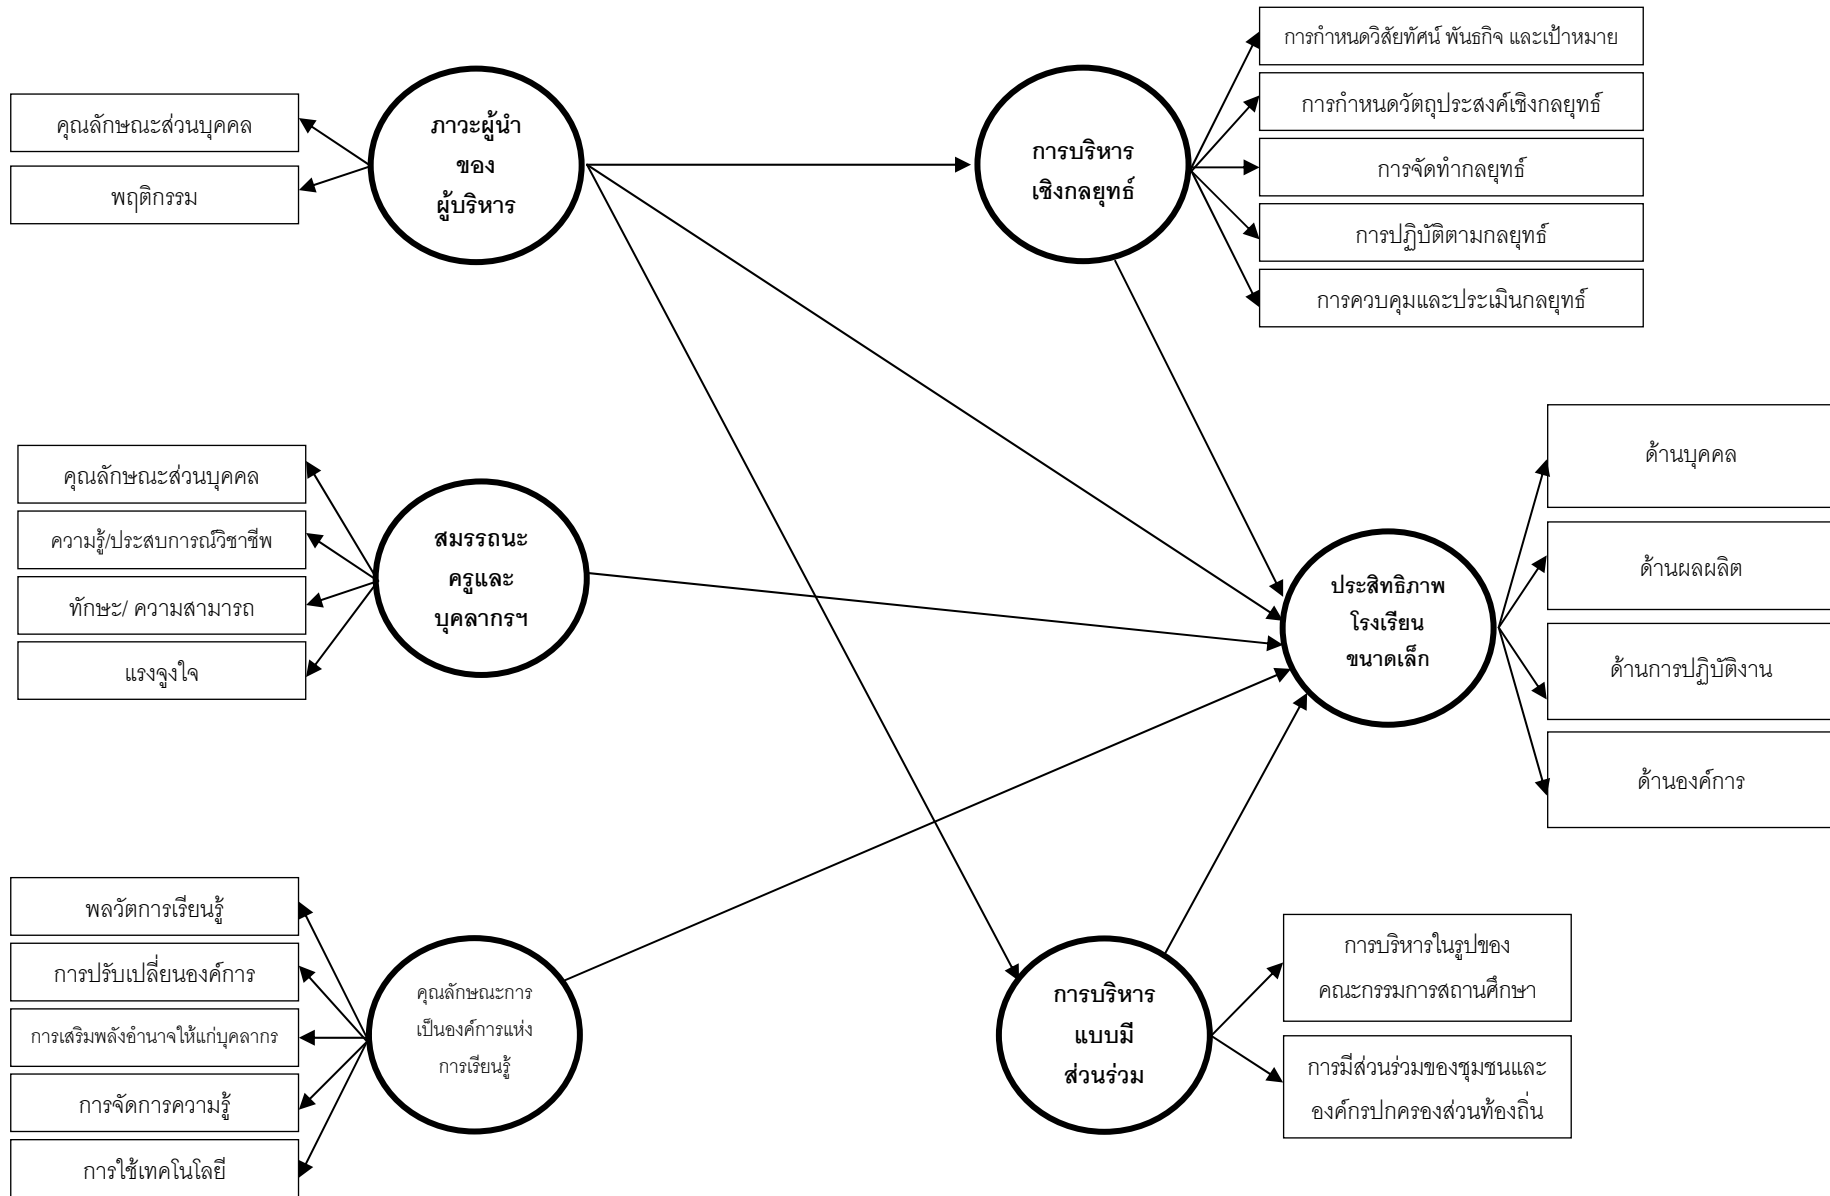 การกำหนดวิสัยทัศน์ พันธกิจ และเป้าหมาย
คุณลักษณะส่วนบุคคล
พฤติกรรม
ภาวะผู้นำ
ของ
ผู้บริหาร
การบริหาร
เชิงกลยุทธ์
การกำหนดวัตถุประสงค์เชิงกลยุทธ์
การจัดทำกลยุทธ์
การปฏิบัติตามกลยุทธ์
การควบคุมและประเมินกลยุทธ์
คุณลักษณะส่วนบุคคล
ความรู้/ประสบการณ์วิชาชีพ
ทักษะ/ ความสามารถ
แรงจูงใจ
สมรรถนะ
ครูและ
บุคลากรฯ
ประสิทธิภาพ
โรงเรียน
ขนาดเล็ก
ด้านบุคคล
ด้านผลผลิต
ด้านการปฏิบัติงาน
ด้านองค์การ
พลวัตการเรียนรู้
การปรับเปลี่ยนองค์การ
การเสริมพลังอำนาจให้แก่บุคลากร
การจัดการความรู้
การใช้เทคโนโลยี
คุณลักษณะการ
เป็นองค์การแห่ง
การเรียนรู้
การบริหาร
แบบมี
ส่วนร่วม
การบริหารในรูปของ
คณะกรรมการสถานศึกษา
การมีส่วนร่วมของชุมชนและ
องค์กรปกครองส่วนท้องถิ่น